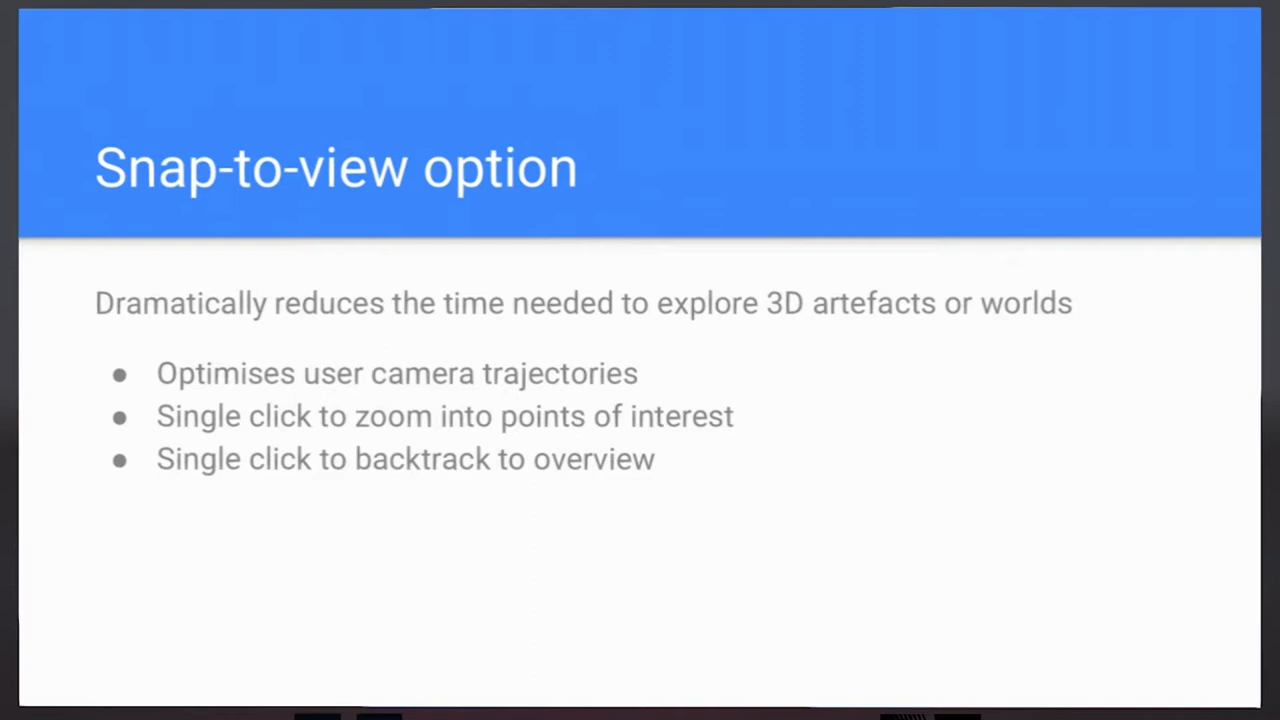 Snap-to-view option
Dramatically reduces the time needed to explore 3D artefacts or worlds
● Optimises user camera trajectories
● Single click to zoom into points of interest
● Single click to backtrack to overview